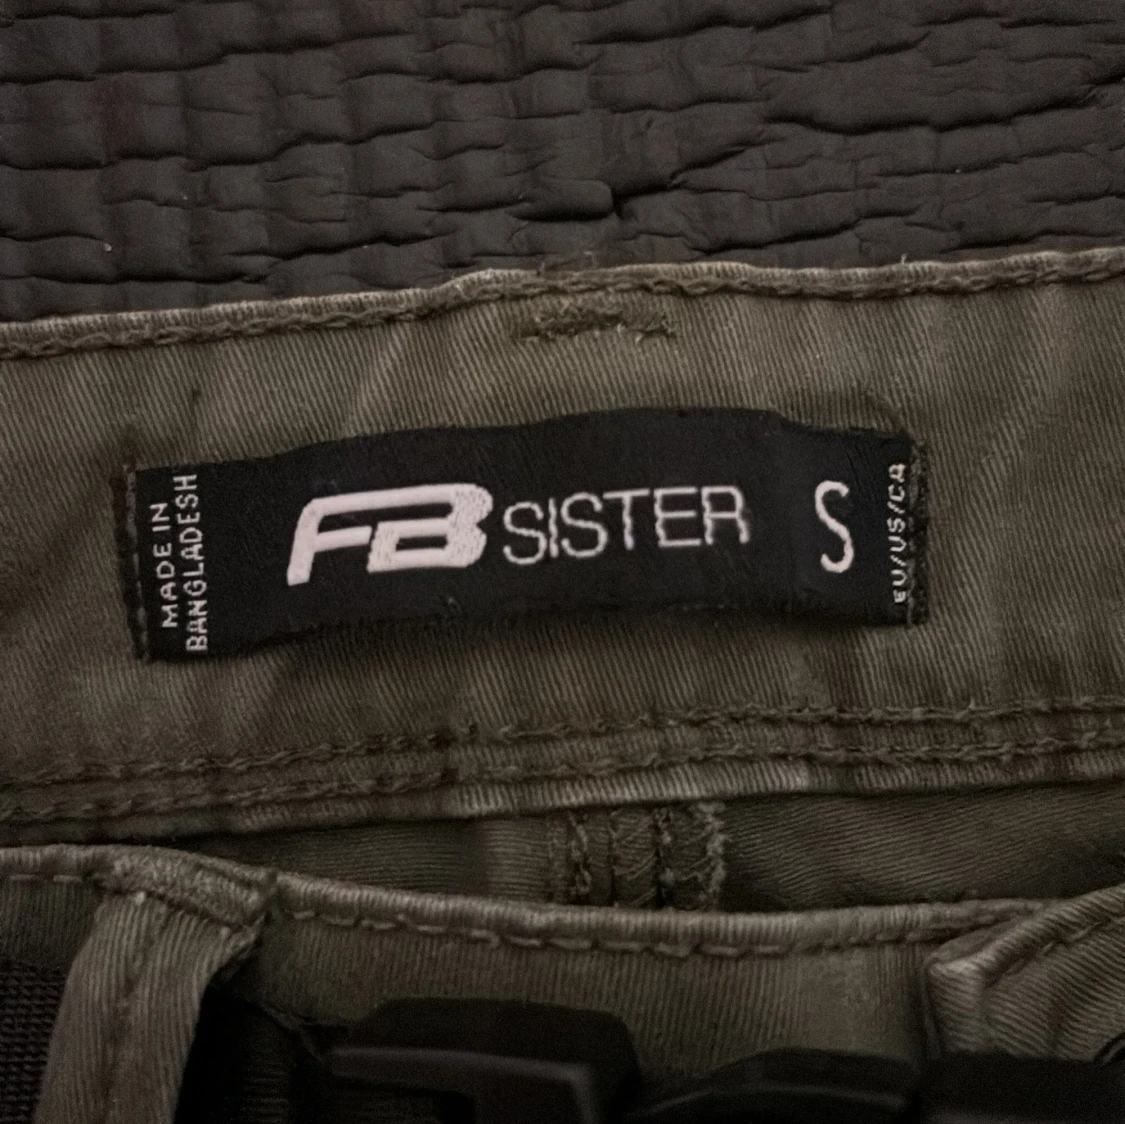 MADE IN
BANGLADESH
FB SISTER
S
EU/US/CA